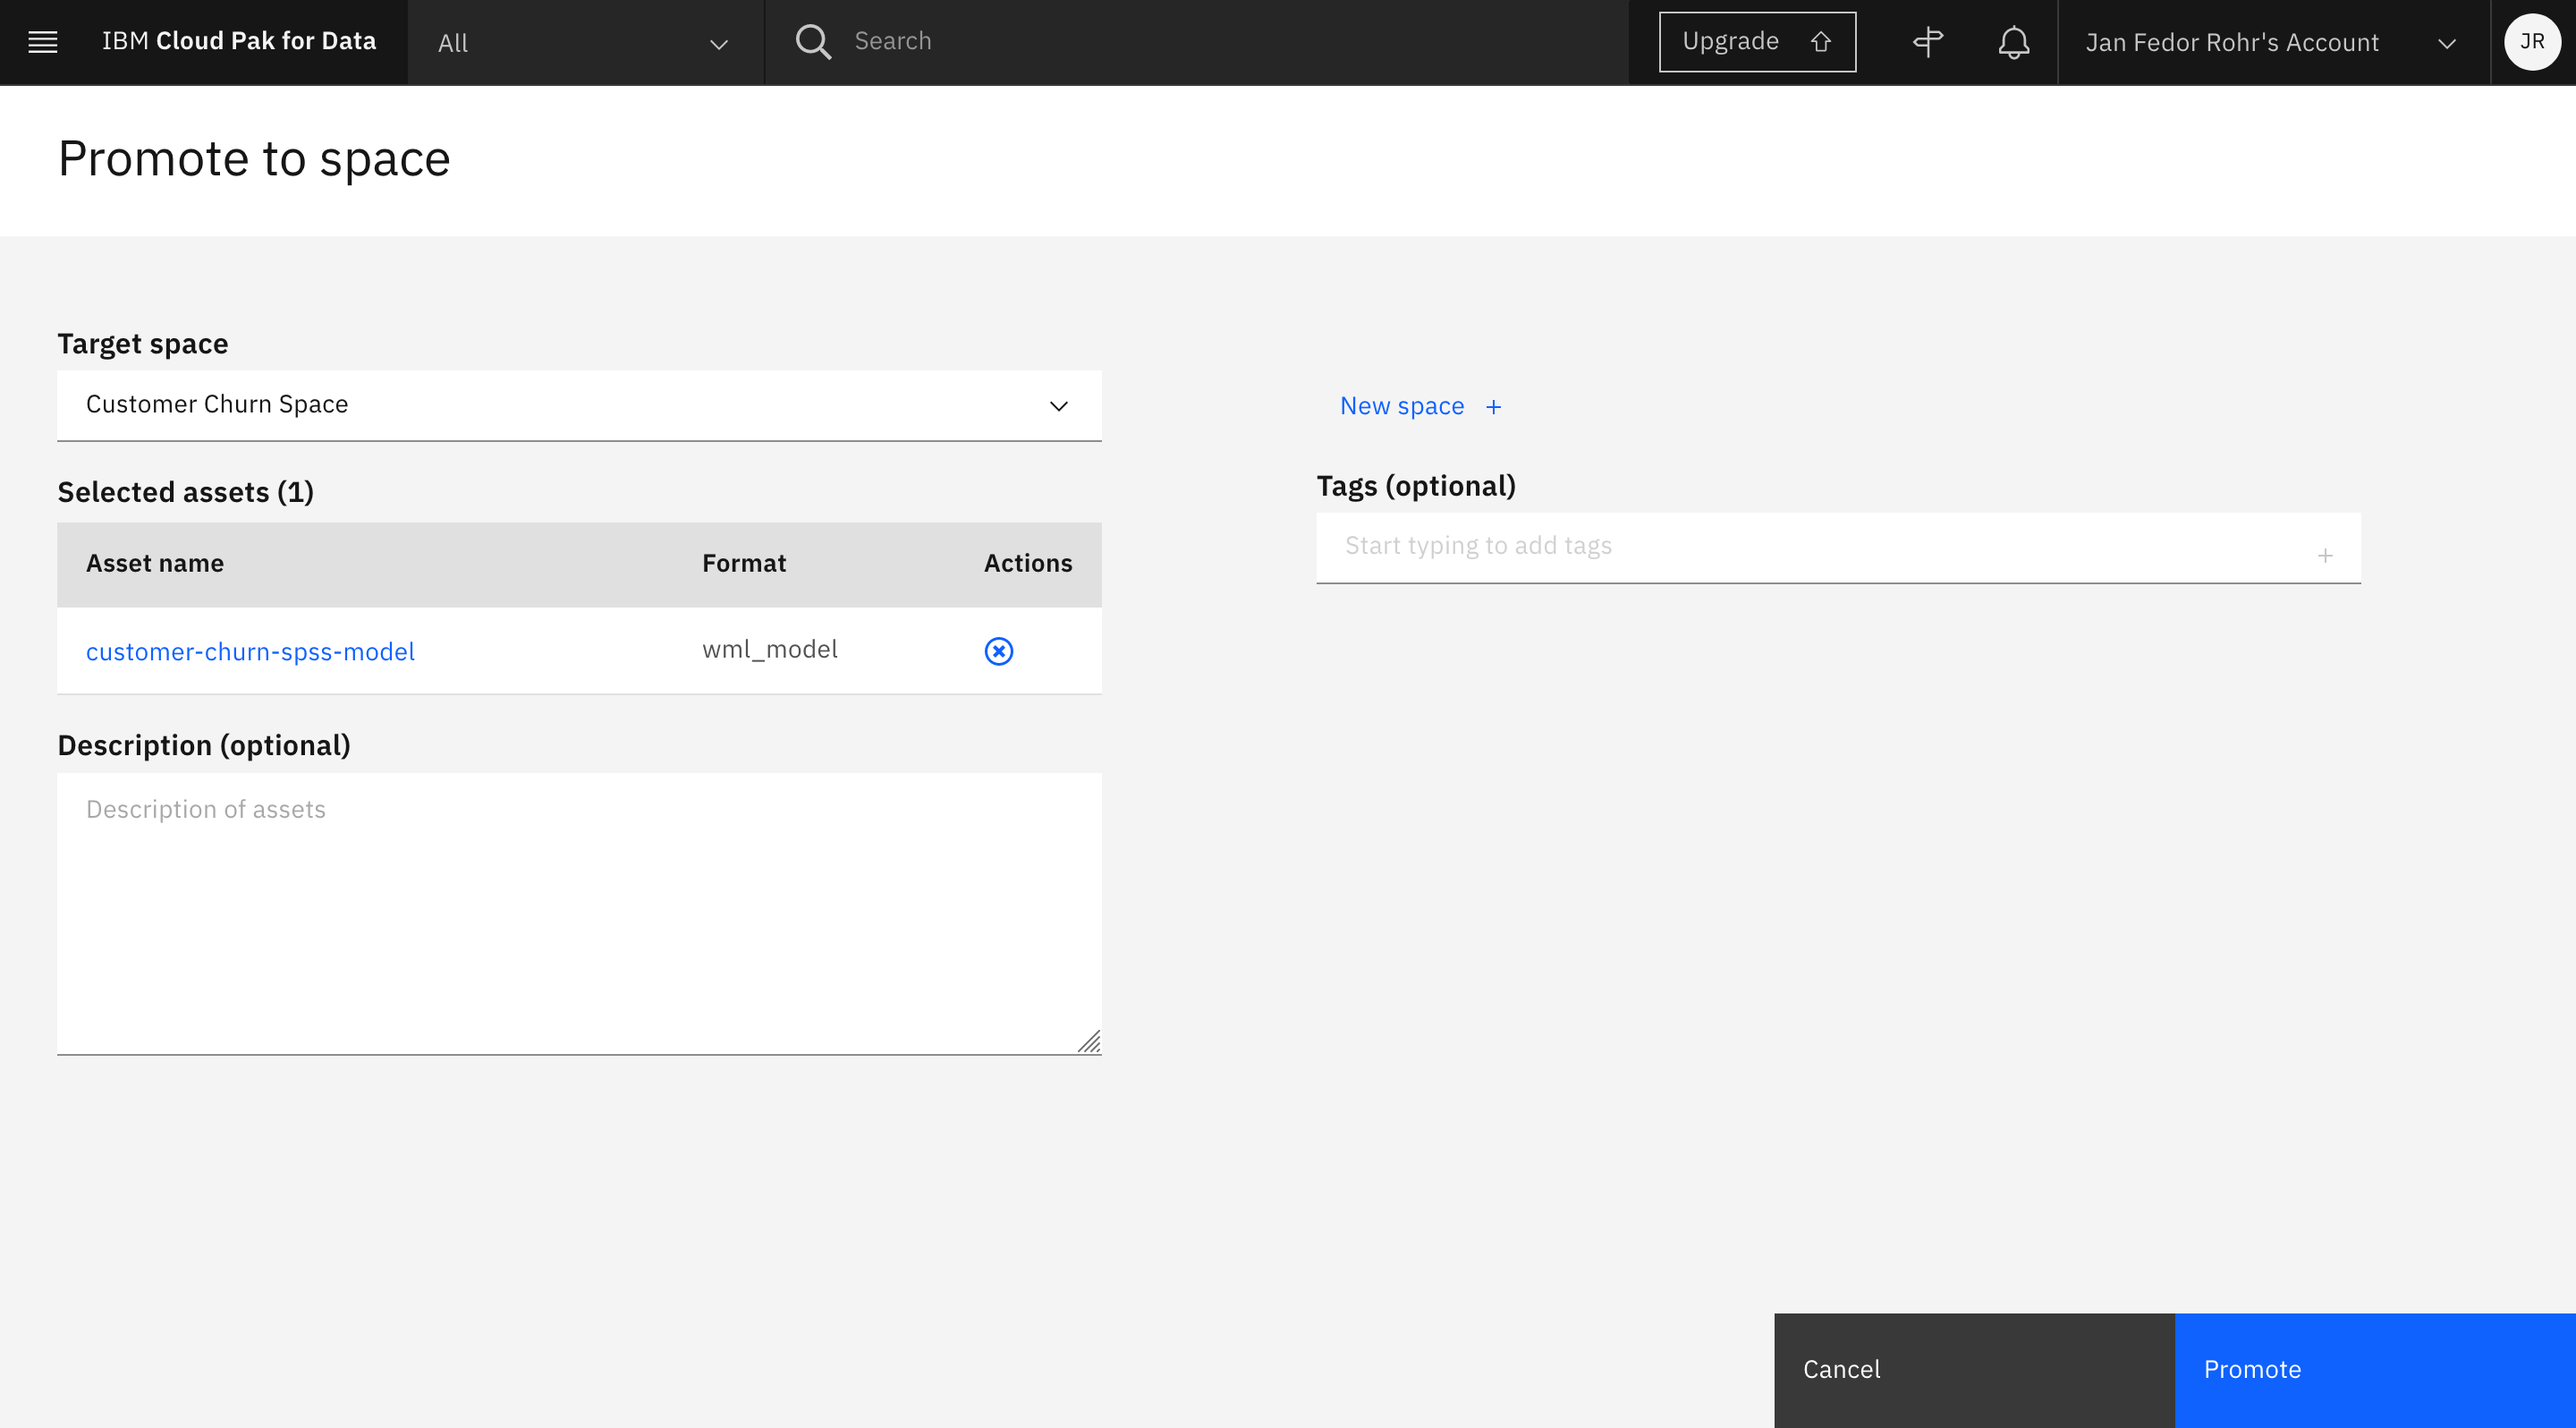 IBM Cloud Pak for Data
All
Search
Upgrade
Jan Fedor Rohr's Account
JR
Promote to space
Target space
Customer Churn Space
New space +
Selected assets (1)
Asset name Format Actions
customer-churn-spss-model wml_model
Description (optional)
Description of assets
Tags (optional)
Start typing to add tags +
Cancel
Promote